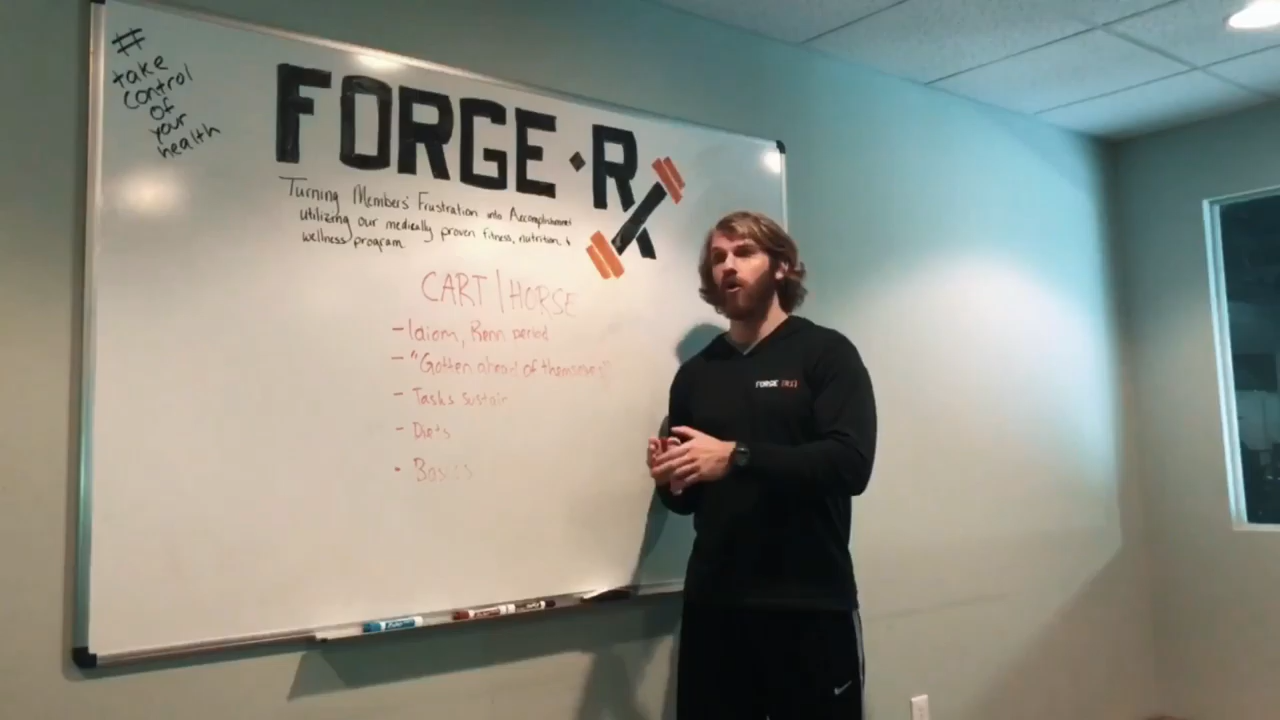 #
take
control
of
your
health
FORGE · RX
Turning Members' Frustration into Accomplishment
utilizing our medically proven fitness, nutrition, &
wellness program.
CART | HORSE
- Idiom, Renn period
- "Gotten ahead of themselves"
- Tasks sustain
- Diets
· Basics
FORGE [RX]